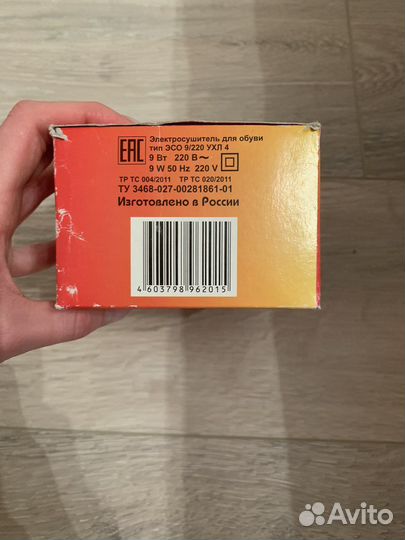 EAC
Электросушитель для обуви
тип ЭСО 9/220 УХЛ 4
9 Вт 220 В ~
9 W 50 Hz 220 V
ТР ТС 004/2011 ТР ТС 020/2011
ТУ 3468-027-00281861-01
Изготовлено в России
4 603798 962015
Avito